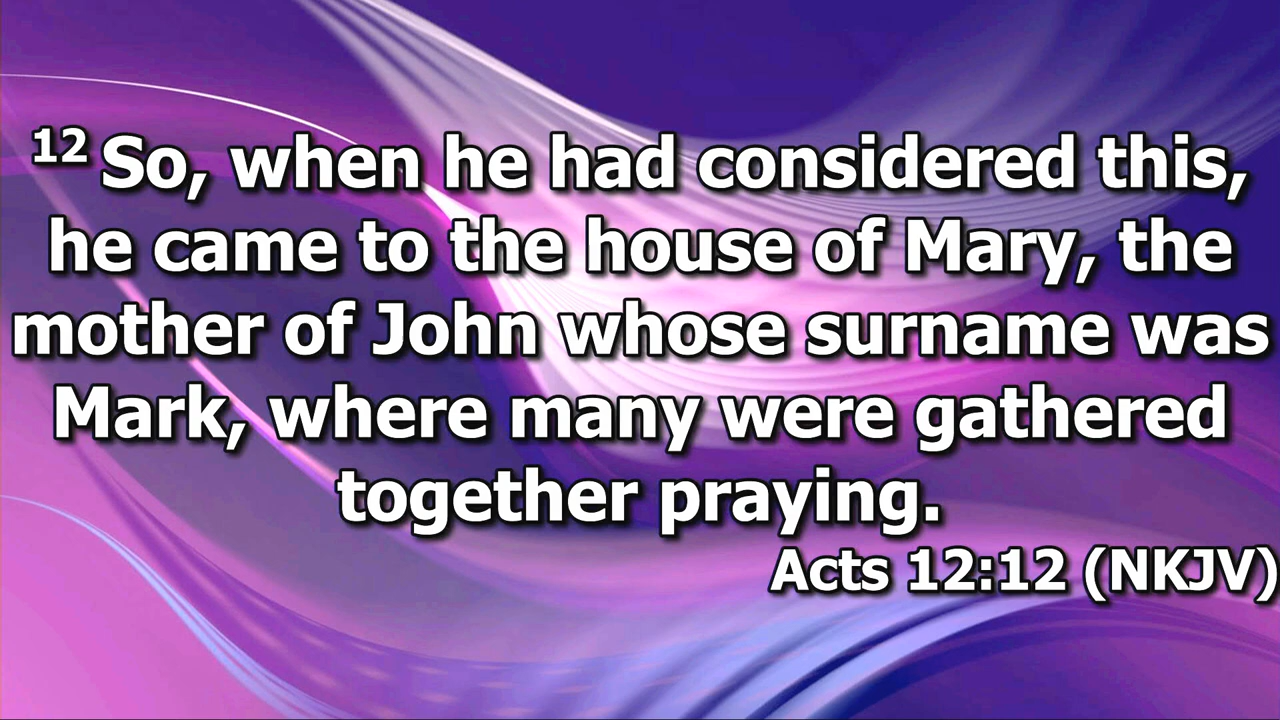 12 So, when he had considered this,
he came to the house of Mary, the
mother of John whose surname was
Mark, where many were gathered
together praying.
Acts 12:12 (NKJV)